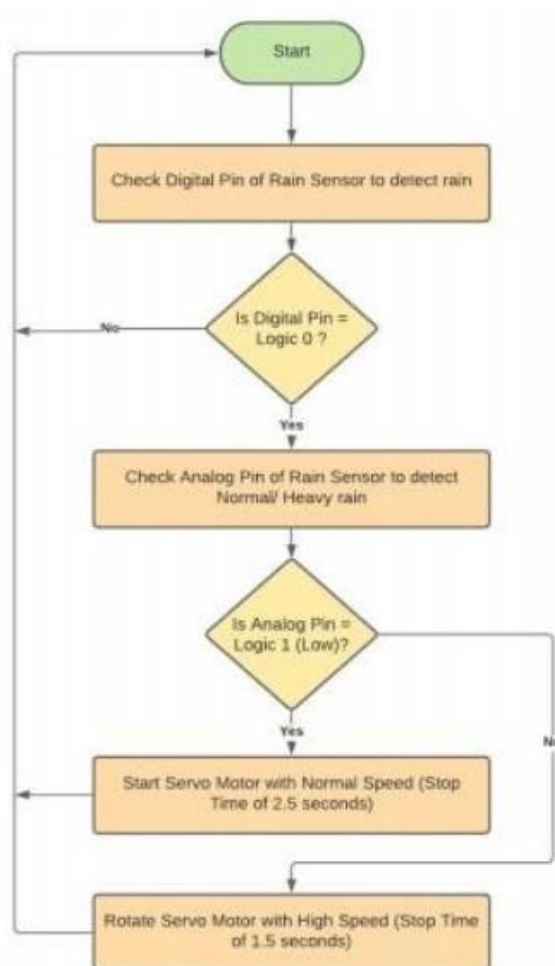 Start
Check Digital Pin of Rain Sensor to detect rain
Is Digital Pin =
Logic 0 ?
No
Yes
Check Analog Pin of Rain Sensor to detect
Normal/ Heavy rain
Is Analog Pin =
Logic 1 (Low)?
Yes
No
Start Servo Motor with Normal Speed (Stop
Time of 2.5 seconds)
Rotate Servo Motor with High Speed (Stop Time
of 1.5 seconds)